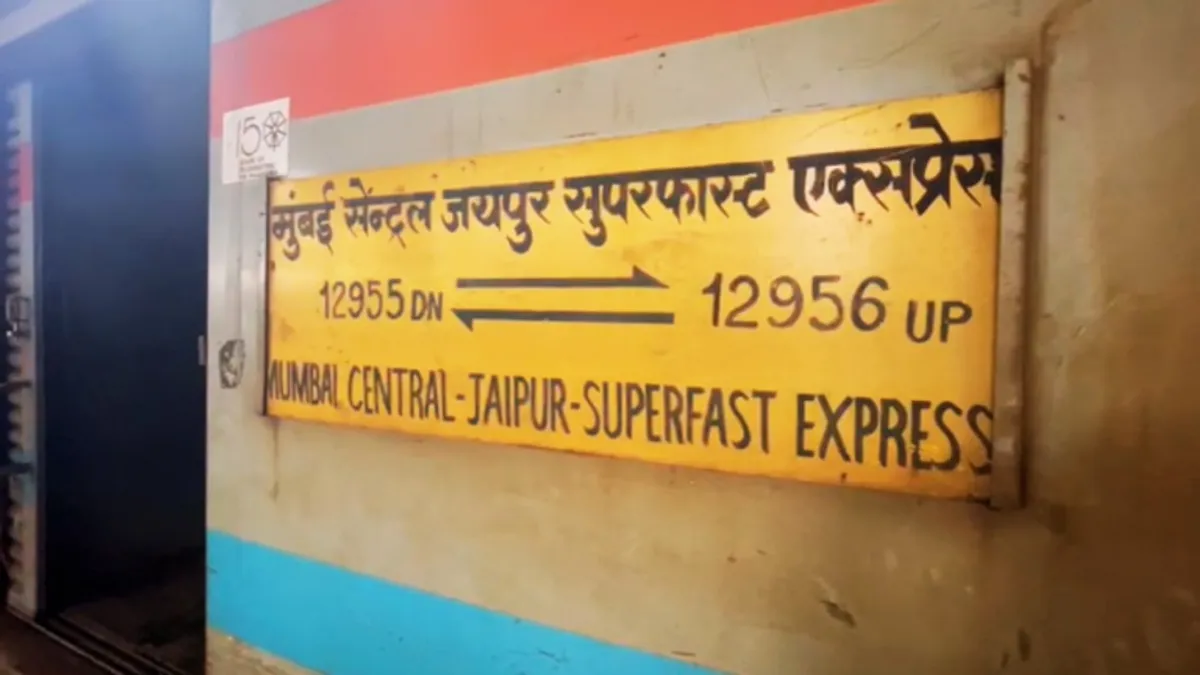 150
मुंबई सेंन्ट्रल जयपुर सुपरफास्ट एक्सप्रेस
12955 DN 12956 UP
MUMBAI CENTRAL-JAIPUR-SUPERFAST EXPRESS